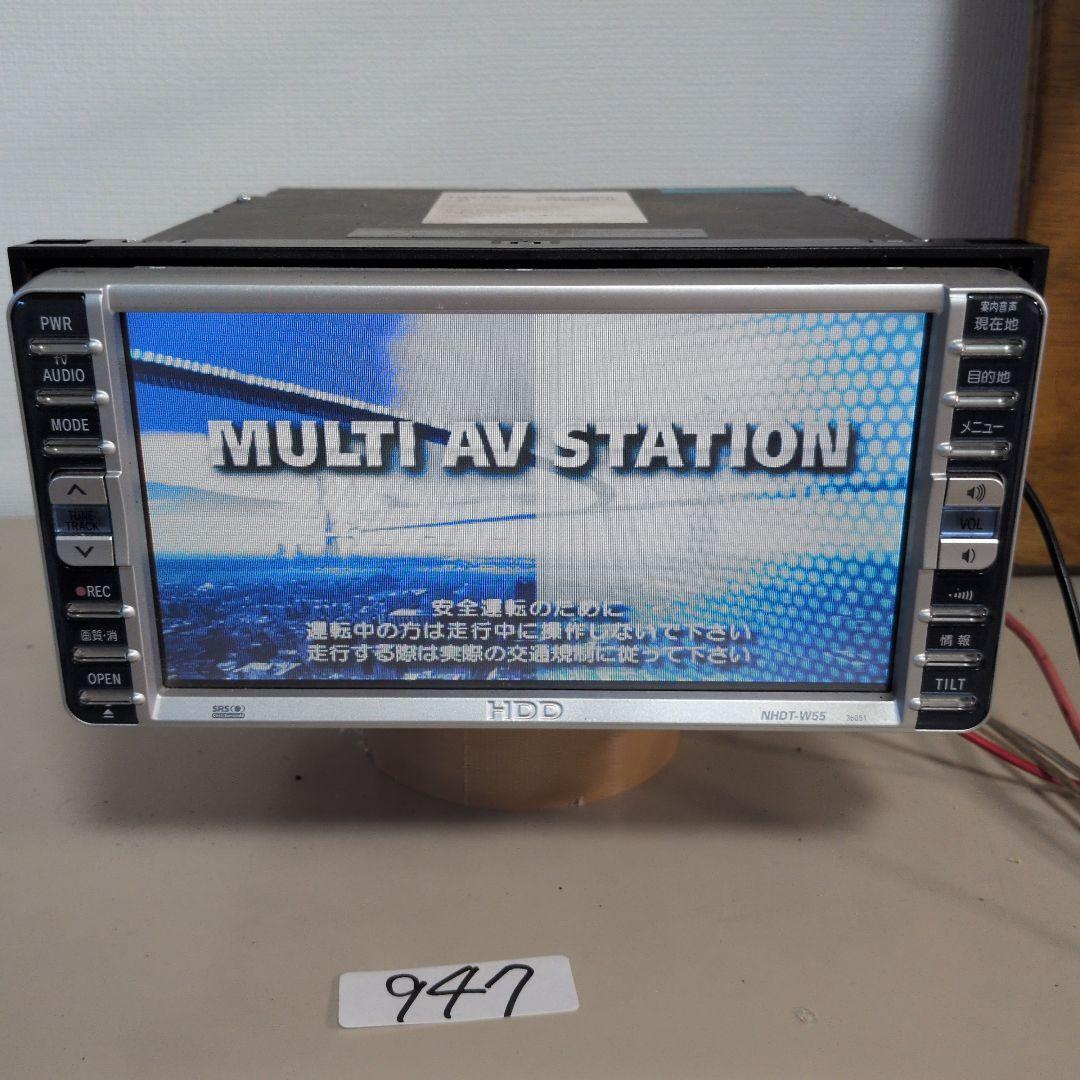 PWR
TV
AUDIO
MODE
TUNE
TRACK
●REC
画質・消
OPEN
MULTI AV STATION
安全運転のために
運転中の方は走行中に操作しないで下さい
走行する際は実際の交通規制に従って下さい
SRS
HDD
NHDT-W55
36051
案内音声
現在地
目的地
メニュー
VOL
情報
TILT
947